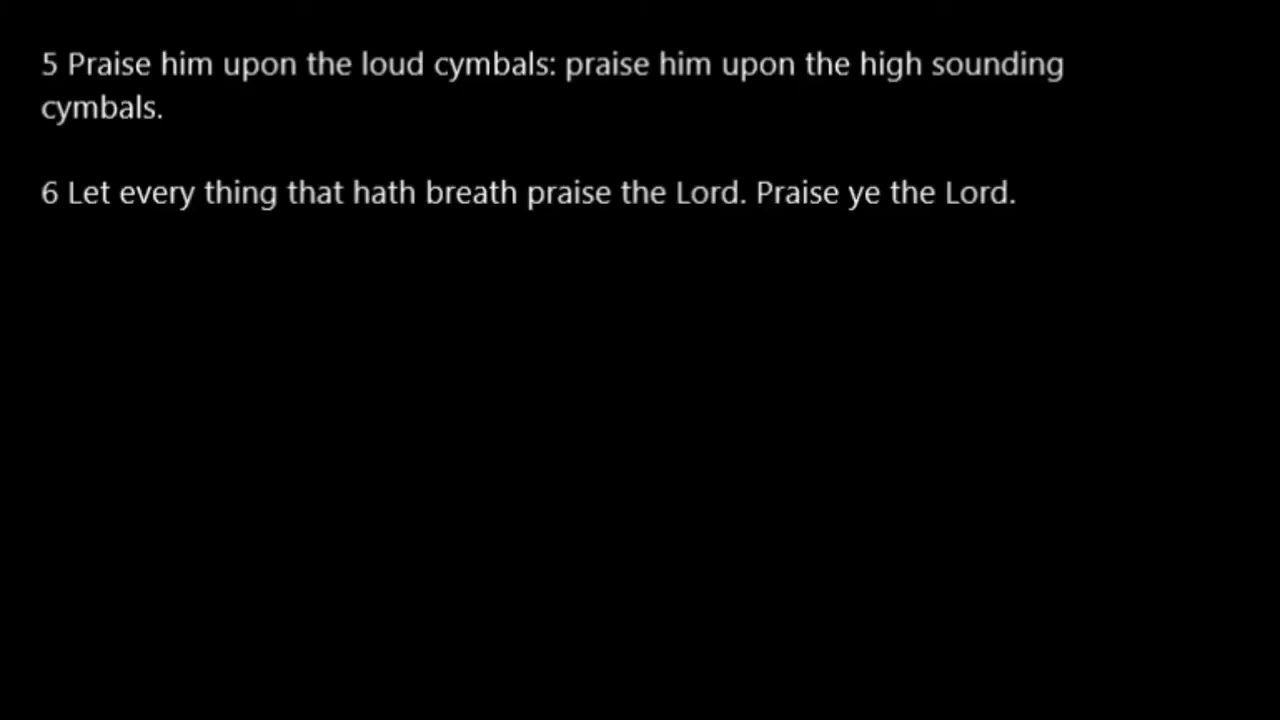 5 Praise him upon the loud cymbals: praise him upon the high sounding
cymbals.
6 Let every thing that hath breath praise the Lord. Praise ye the Lord.